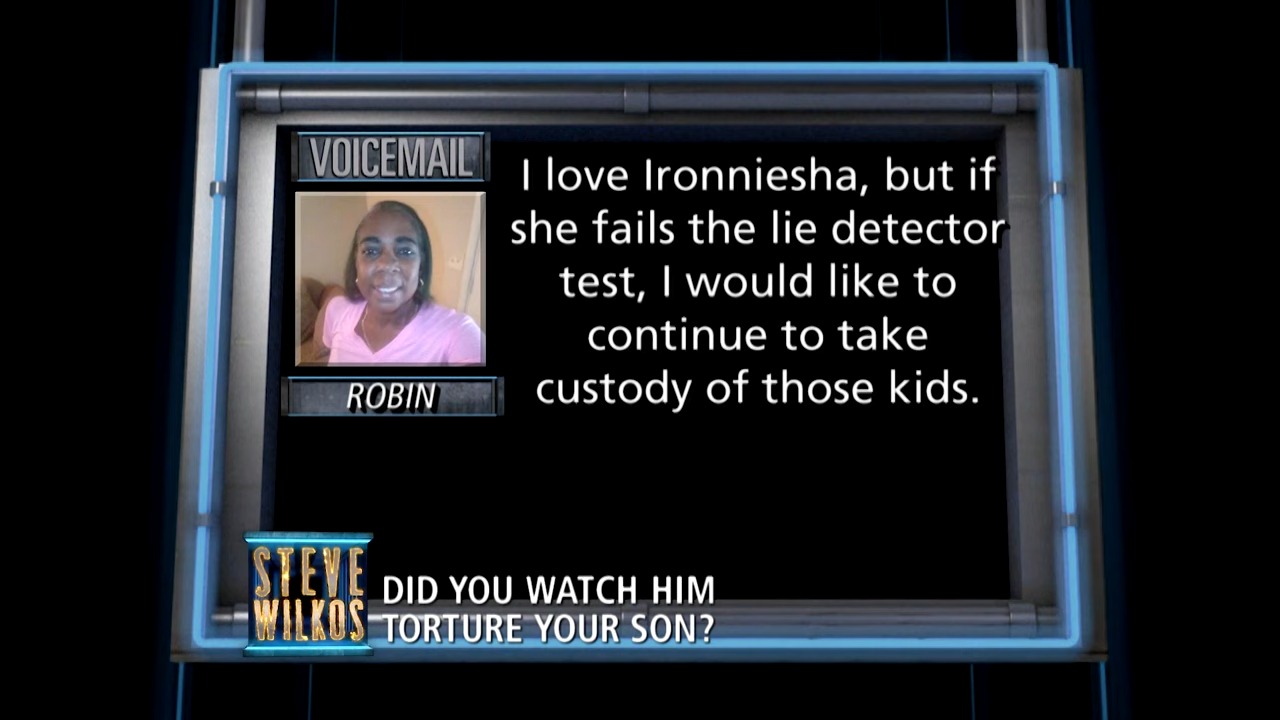 VOICEMAIL
I love Ironniesha, but if
she fails the lie detector
test, I would like to
continue to take
custody of those kids.
ROBIN
STEVE
WILKOS
DID YOU WATCH HIM
TORTURE YOUR SON?